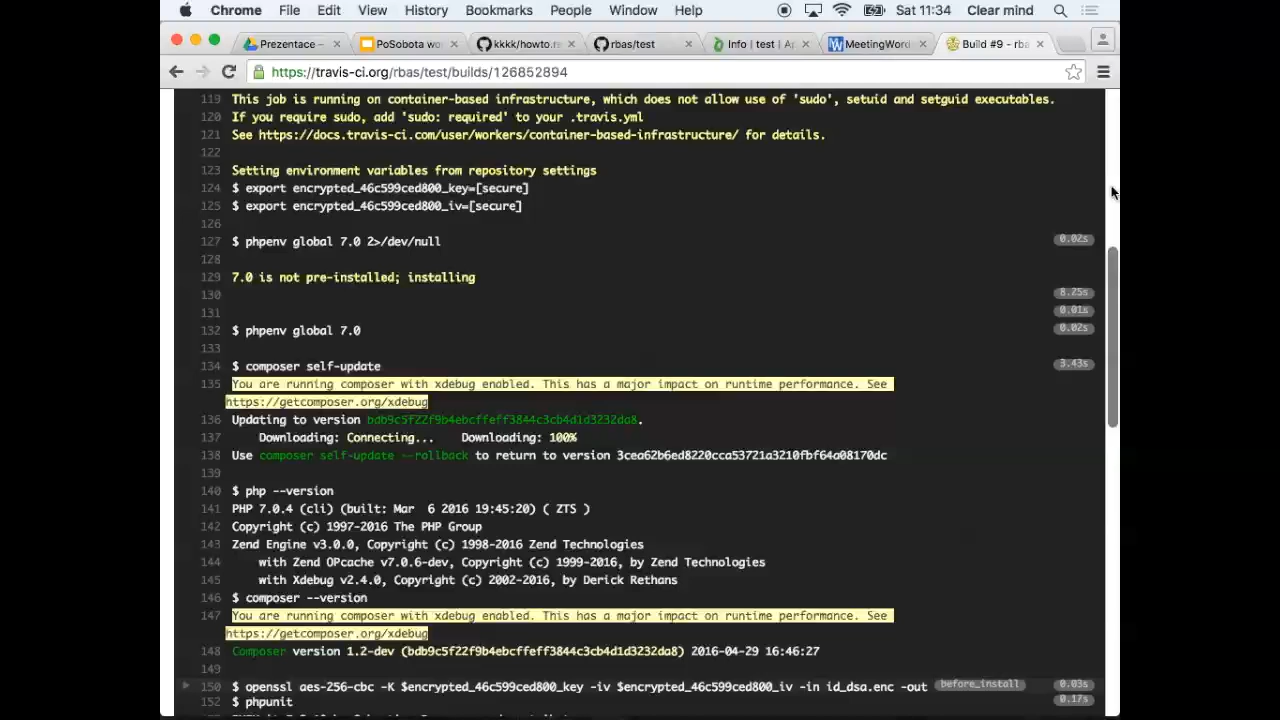 Chrome File Edit View History Bookmarks People Window Help Sat 11:34 Clear mind
Prezentace – PoSobota wo kkkk/howto.r rbas/test Info | test | Ap MeetingWord Build #9 - rba
https://travis-ci.org/rbas/test/builds/126852894
119 This job is running on container-based infrastructure, which does not allow use of 'sudo', setuid and setguid executables.
120 If you require sudo, add 'sudo: required' to your .travis.yml
121 See https://docs.travis-ci.com/user/workers/container-based-infrastructure/ for details.
122
123 Setting environment variables from repository settings
124 $ export encrypted_46c599ced800_key=[secure]
125 $ export encrypted_46c599ced800_iv=[secure]
126
127 $ phpenv global 7.0 2>/dev/null 0.02s
128
129 7.0 is not pre-installed; installing
130 8.25s
131 0.01s
132 $ phpenv global 7.0 0.02s
133
134 $ composer self-update 3.43s
135 You are running composer with xdebug enabled. This has a major impact on runtime performance. See
https://getcomposer.org/xdebug
136 Updating to version bdb9c5f22f9b4ebcffeff3844c3cb4d1d3232da8.
137 Downloading: Connecting... Downloading: 100%
138 Use composer self-update --rollback to return to version 3cea62b6ed8220cca53721a3210fbf64a08170dc
139
140 $ php --version
141 PHP 7.0.4 (cli) (built: Mar 6 2016 19:45:20) ( ZTS )
142 Copyright (c) 1997-2016 The PHP Group
143 Zend Engine v3.0.0, Copyright (c) 1998-2016 Zend Technologies
144 with Zend OPcache v7.0.6-dev, Copyright (c) 1999-2016, by Zend Technologies
145 with Xdebug v2.4.0, Copyright (c) 2002-2016, by Derick Rethans
146 $ composer --version
147 You are running composer with xdebug enabled. This has a major impact on runtime performance. See
https://getcomposer.org/xdebug
148 Composer version 1.2-dev (bdb9c5f22f9b4ebcffeff3844c3cb4d1d3232da8) 2016-04-29 16:46:27
149
150 $ openssl aes-256-cbc -K $encrypted_46c599ced800_key -iv $encrypted_46c599ced800_iv -in id_dsa.enc -out before_install 0.03s
152 $ phpunit 0.17s